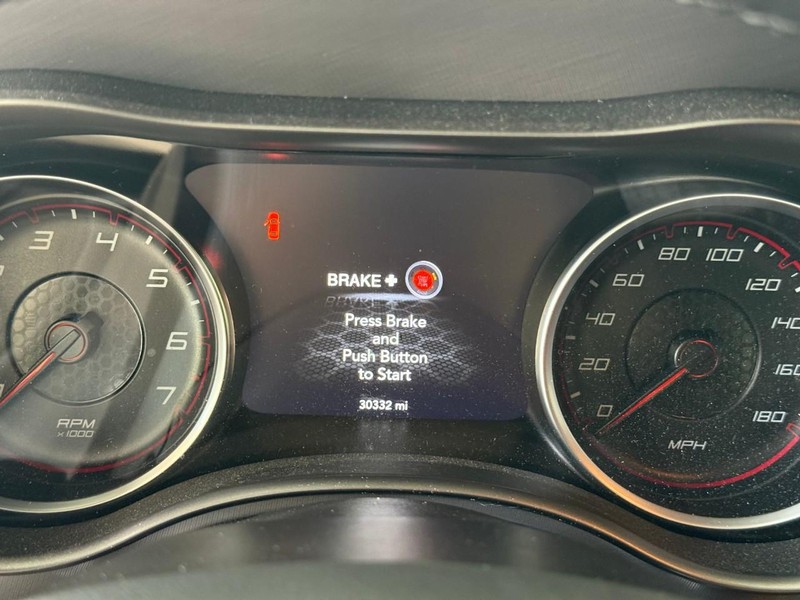 3
4
5
6
7
RPM
x1000
BRAKE +
Press Brake
and
Push Button
to Start
30332 mi
0
20
40
60
80
100
120
140
160
180
MPH